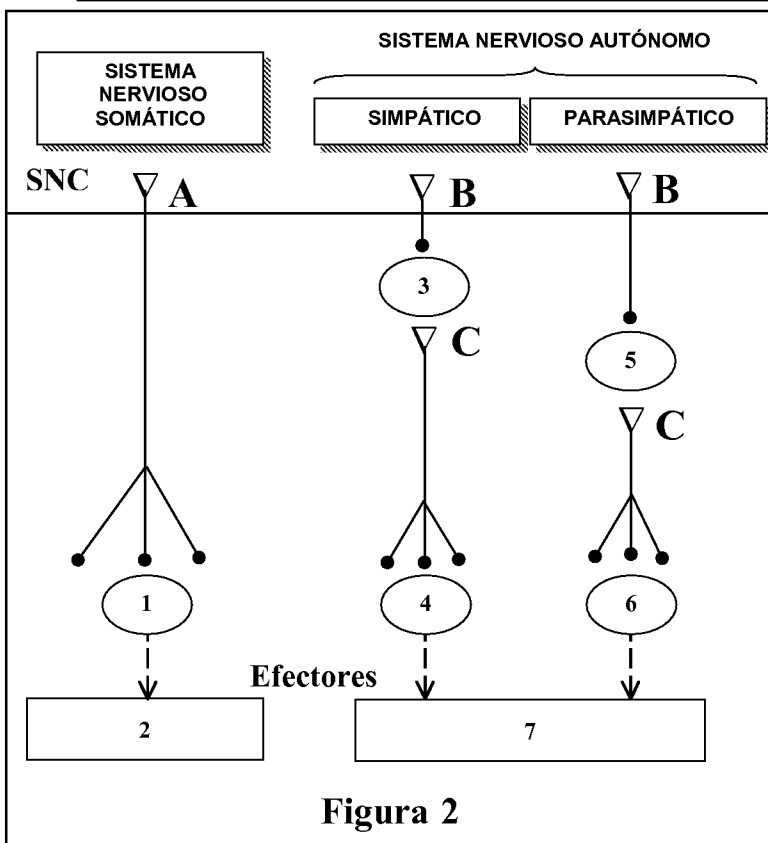 SISTEMA NERVIOSO AUTÓNOMO
SISTEMA
NERVIOSO
SOMÁTICO
SIMPÁTICO
PARASIMPÁTICO
SNC
A
B
B
3
C
5
C
1
4
6
Efectores
2
7
Figura 2